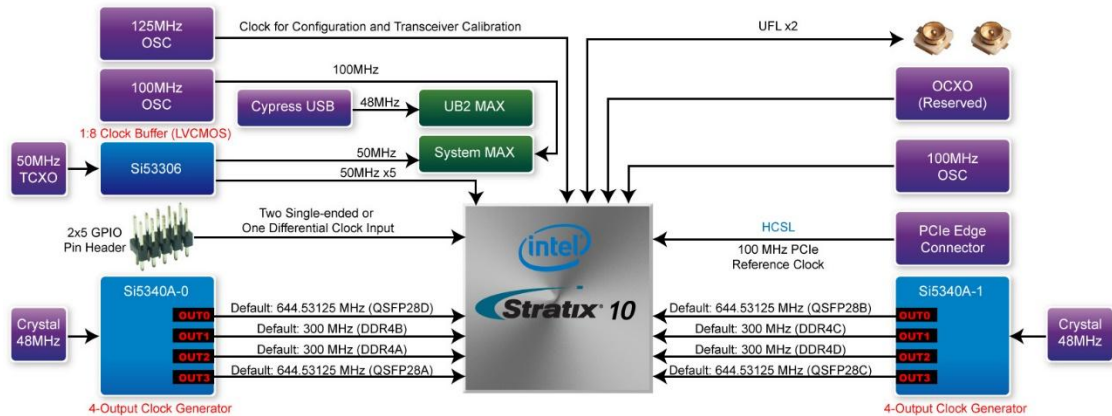 125MHz
OSC
Clock for Configuration and Transceiver Calibration
UFL x2
100MHz
OSC
100MHz
Cypress USB
48MHz
UB2 MAX
OCXO
(Reserved)
1:8 Clock Buffer (LVCMOS)
50MHz
TCXO
Si53306
50MHz
System MAX
50MHz x5
100MHz
OSC
2x5 GPIO
Pin Header
Two Single-ended or
One Differential Clock Input
intel
Stratix® 10
HCSL
100 MHz PCIe
Reference Clock
PCIe Edge
Connector
Si5340A-0
Crystal
48MHz
OUT0
Default: 644.53125 MHz (QSFP28D)
OUT1
Default: 300 MHz (DDR4B)
OUT2
Default: 300 MHz (DDR4A)
OUT3
Default: 644.53125 MHz (QSFP28A)
4-Output Clock Generator
Si5340A-1
Default: 644.53125 MHz (QSFP28B)
OUT0
Default: 300 MHz (DDR4C)
OUT1
Default: 300 MHz (DDR4D)
OUT2
Default: 644.53125 MHz (QSFP28C)
OUT3
Crystal
48MHz
4-Output Clock Generator